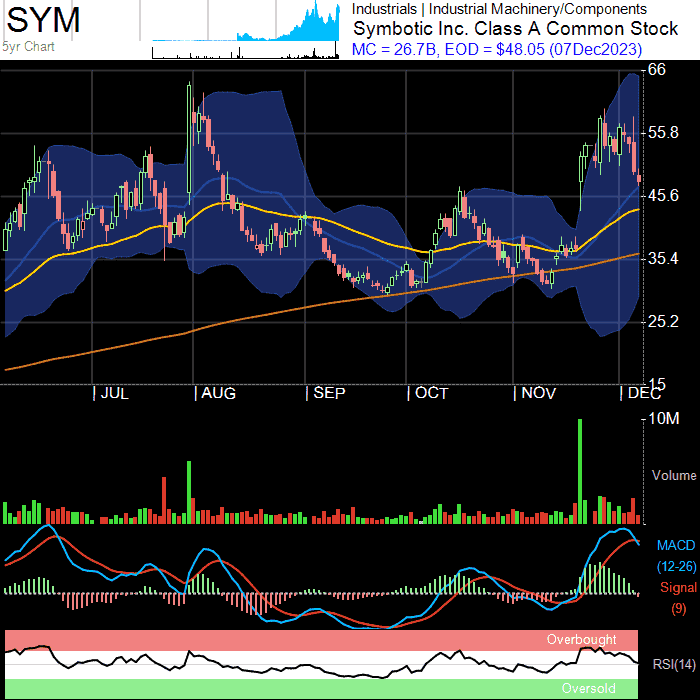 SYM
5yr Chart
Industrials | Industrial Machinery/Components
Symbotic Inc. Class A Common Stock
MC = 26.7B, EOD = $48.05 (07Dec2023)
66
55.8
45.6
35.4
25.2
15
JUL
AUG
SEP
OCT
NOV
DEC
10M
Volume
MACD
(12-26)
Signal
(9)
Overbought
RSI(14)
Oversold